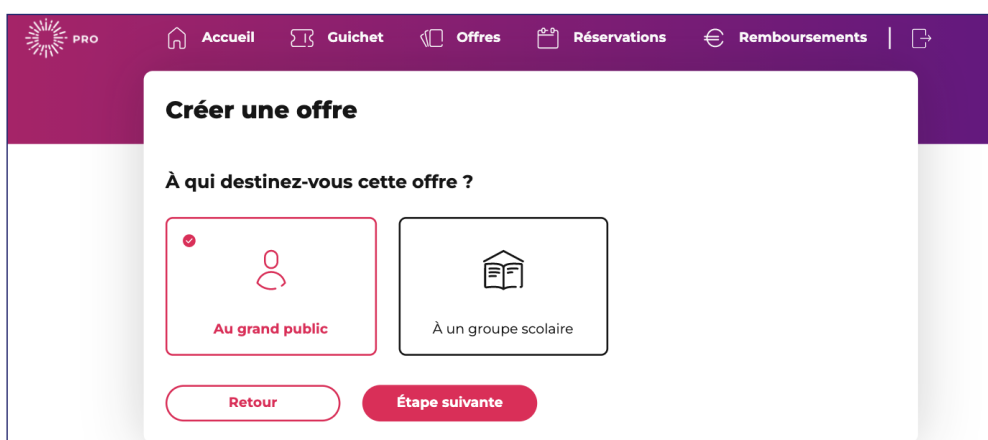 PRO Accueil Guichet Offres Réservations Remboursements
Créer une offre
À qui destinez-vous cette offre ?
Au grand public À un groupe scolaire
Retour Étape suivante